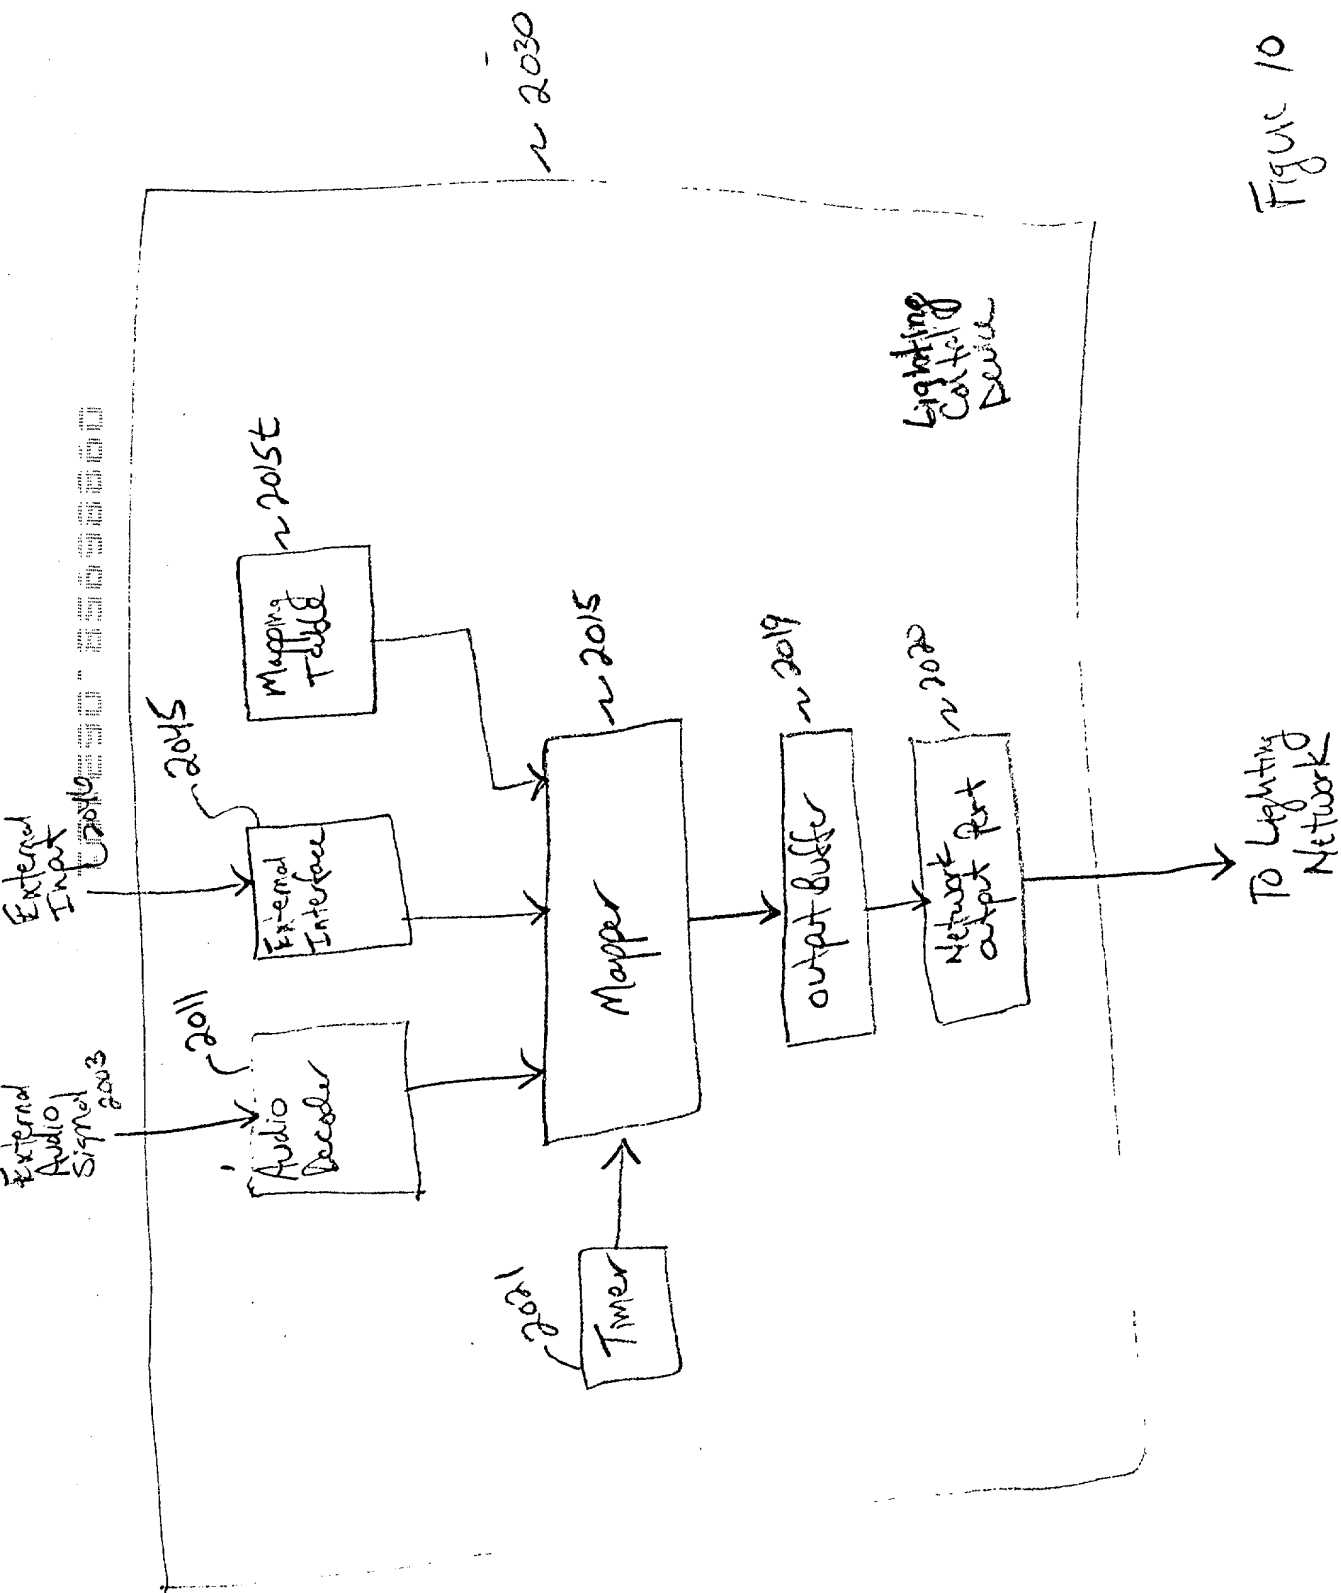 External
Audio
Signal
2003
External
Input
2046
2011
Audio
Decoder
2045
External
Interface
Mapping
Table
~ 2015t
~ 2030
2021
Timer
Mapper
~ 2015
Output Buffer
~ 2019
Network
Output Port
~ 2020
Lighting
Control
Device
To Lighting
Network
Figure 10